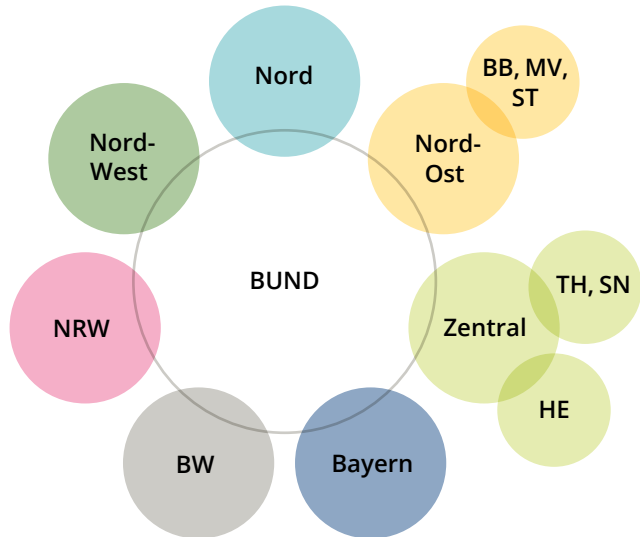 Nord
BB, MV,
ST
Nord-
West
Nord-
Ost
BUND
TH, SN
NRW
Zentral
HE
BW
Bayern